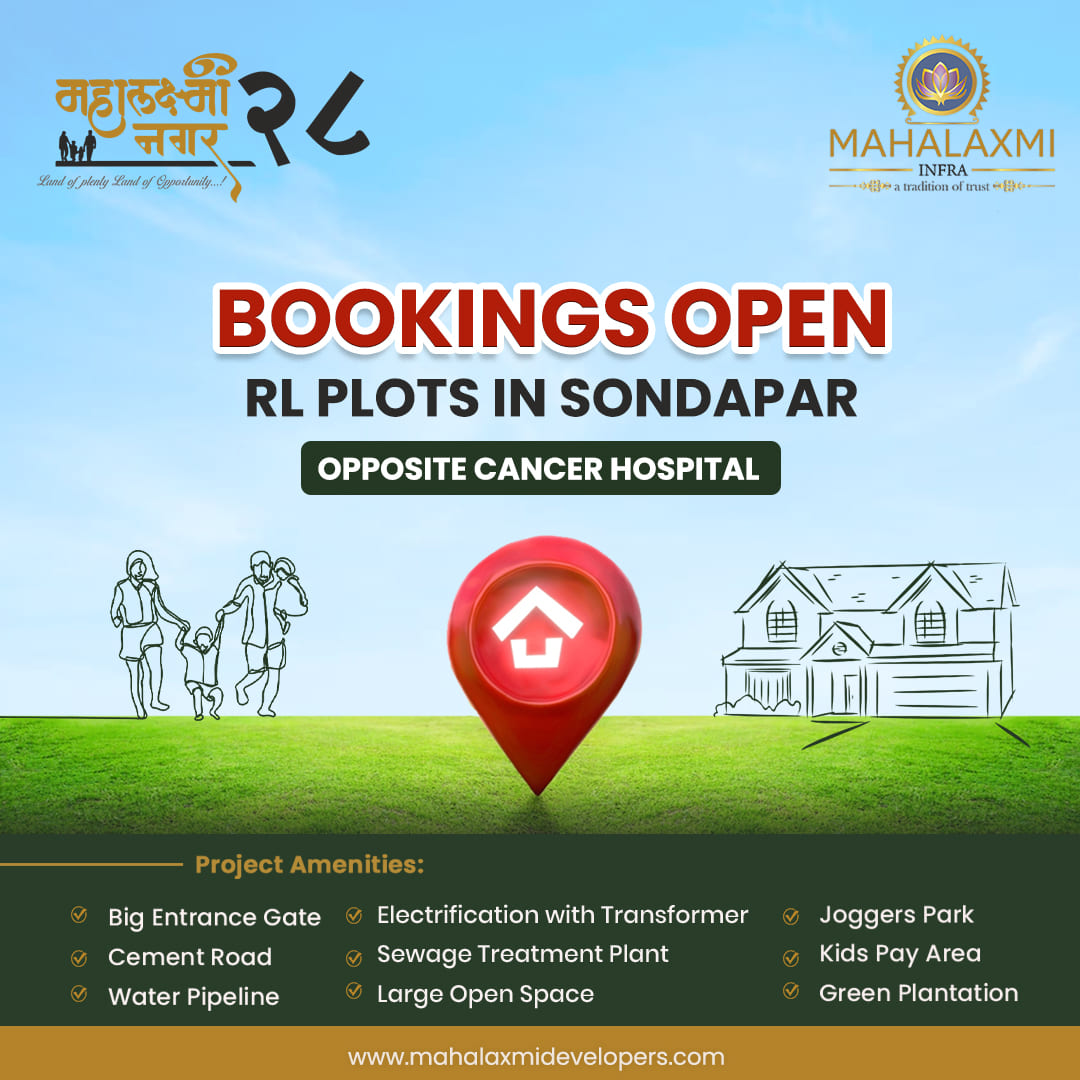 महालक्ष्मी
नगर २८
Land of plenty Land of Opportunity...!
MAHALAXMI
INFRA
a tradition of trust
BOOKINGS OPEN
RL PLOTS IN SONDAPAR
OPPOSITE CANCER HOSPITAL
Project Amenities:
Big Entrance Gate
Cement Road
Water Pipeline
Electrification with Transformer
Sewage Treatment Plant
Large Open Space
Joggers Park
Kids Pay Area
Green Plantation
www.mahalaxmidevelopers.com